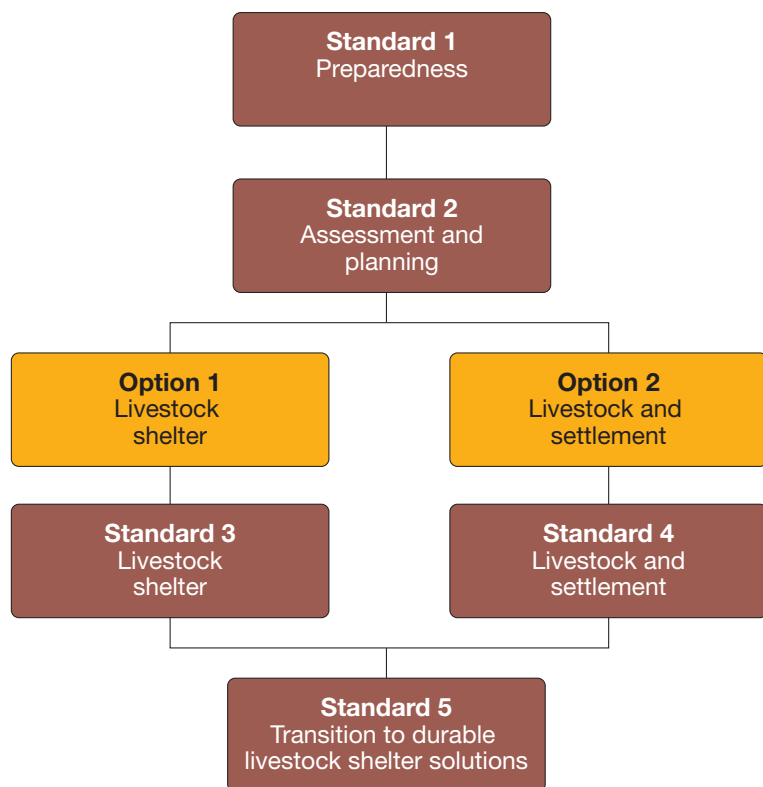 Standard 1
Preparedness
Standard 2
Assessment and
planning
Option 1
Livestock
shelter
Option 2
Livestock and
settlement
Standard 3
Livestock
shelter
Standard 4
Livestock and
settlement
Standard 5
Transition to durable
livestock shelter solutions